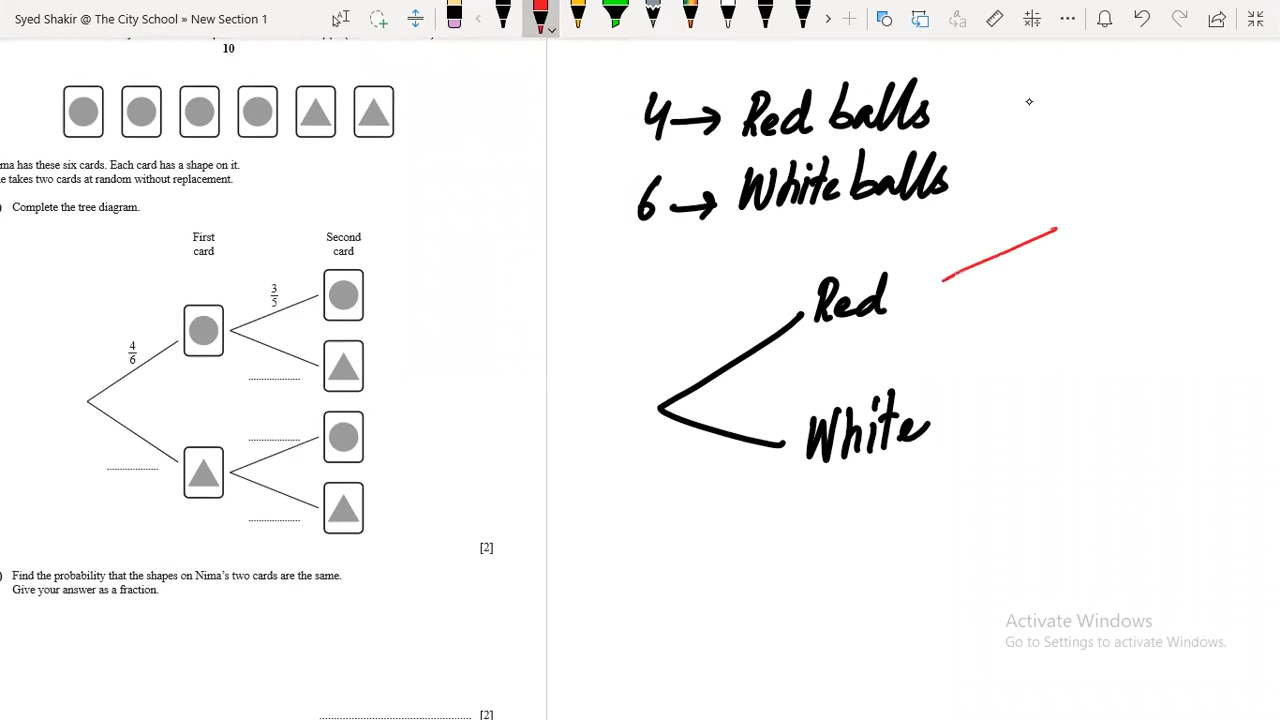 Syed Shakir @ The City School » New Section 1
10
ma has these six cards. Each card has a shape on it.
e takes two cards at random without replacement.
) Complete the tree diagram.
First card
Second card
3/5
4/6
[2]
) Find the probability that the shapes on Nima's two cards are the same.
Give your answer as a fraction.
[2]
4 → Red balls
6 → White balls
Red
White
Activate Windows
Go to Settings to activate Windows.